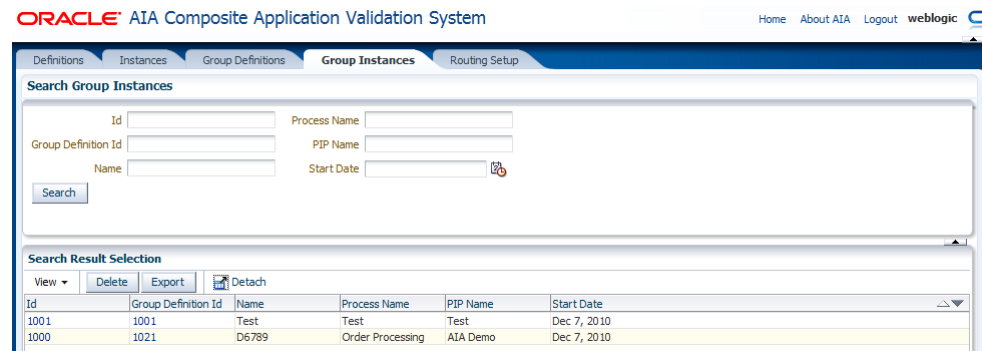 ORACLE AIA Composite Application Validation System
Home About AIA Logout weblogic
Definitions Instances Group Definitions Group Instances Routing Setup
Search Group Instances
Id Process Name
Group Definition Id PIP Name
Name Start Date
Search
Search Result Selection
View Delete Export Detach
Id Group Definition Id Name Process Name PIP Name Start Date
1001 1001 Test Test Test Dec 7, 2010
1000 1021 D6789 Order Processing AIA Demo Dec 7, 2010